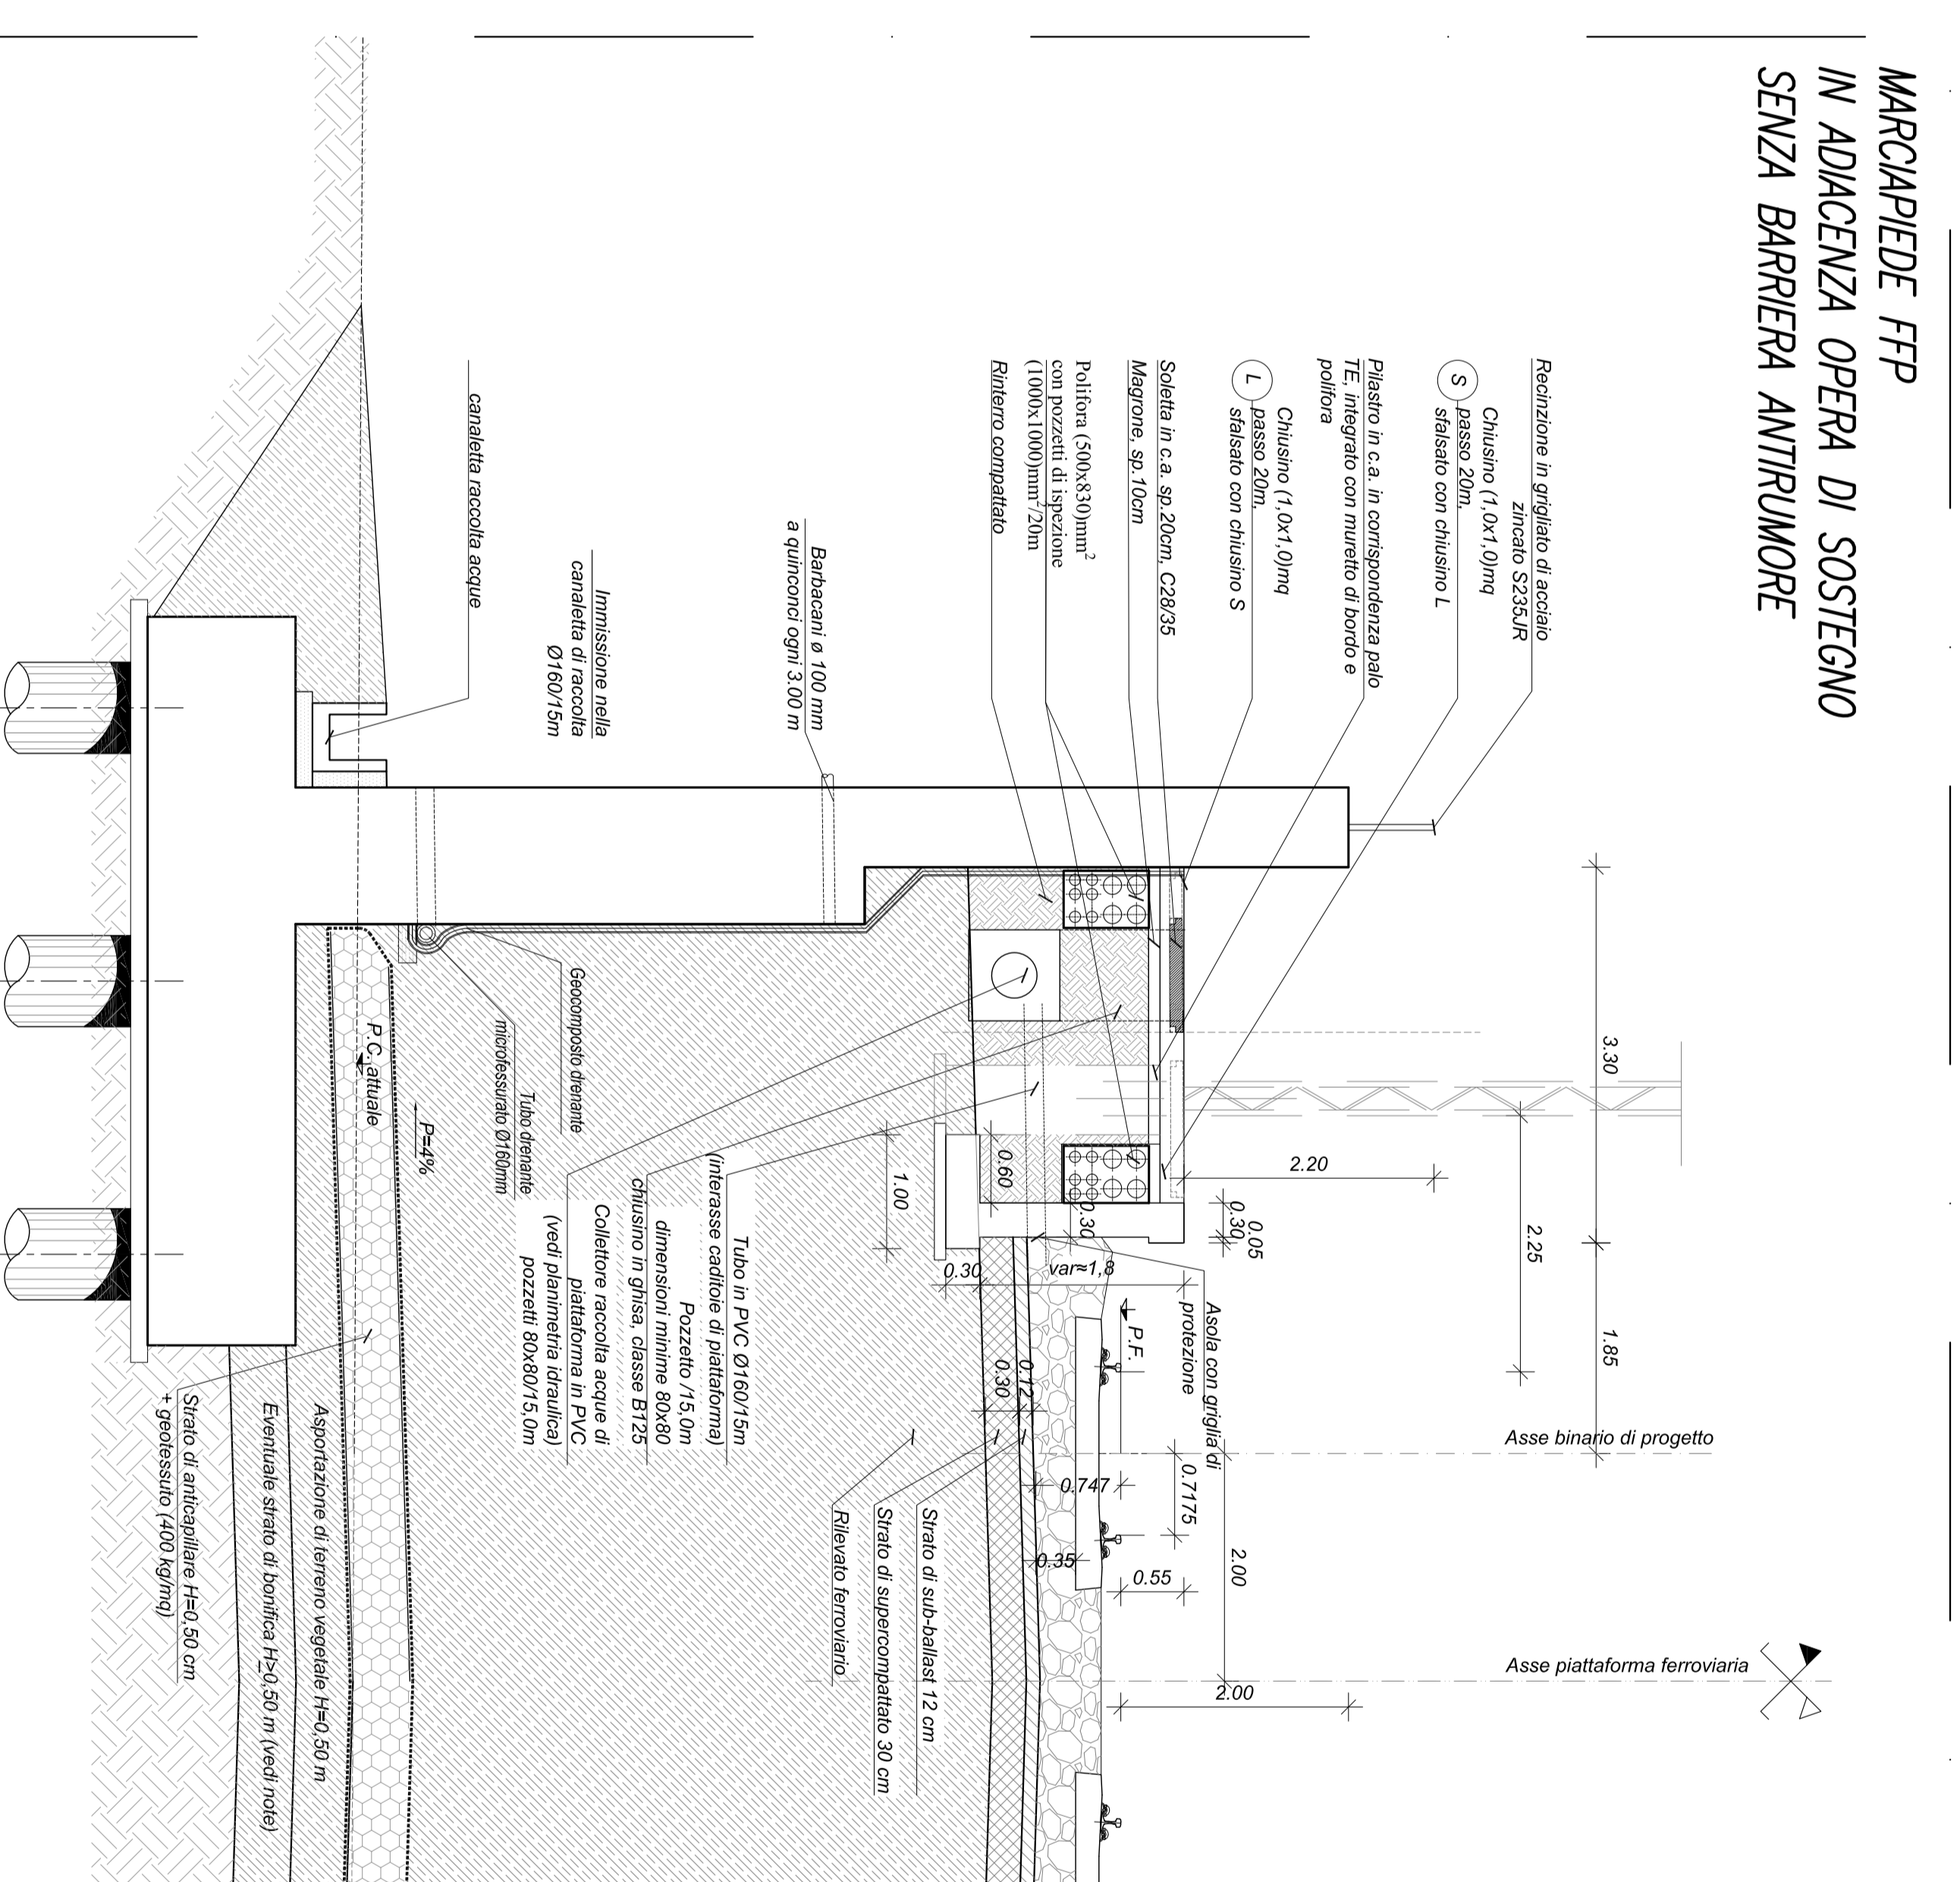 MARCIAPIEDE FFP
IN ADIACENZA OPERA DI SOSTEGNO
SENZA BARRIERA ANTIRUMORE
Recinzione in grigliato di acciaio
zincato S235JR
Chiusino (1,0x1,0)mq
S passo 20m,
sfalsato con chiusino L
Pilastro in c.a. in corrispondenza palo
TE, integrato con muretto di bordo e
polifora
Chiusino (1,0x1,0)mq
L passo 20m,
sfalsato con chiusino S
Soletta in c.a. sp.20cm, C28/35
Magrone, sp.10cm
Polifora (500x830)mm²
con pozzetti di ispezione
(1000x1000)mm²/20m
Rinterro compattato
Barbacani ø 100 mm
a quinconci ogni 3.00 m
Immissione nella
canaletta di raccolta
Ø160/15m
canaletta raccolta acque
3.30
1.85
2.25
2.20
0.05
0.30
0.30
0.60
1.00
0.30
var≈1,8
Asola con griglia di
protezione
P.F.
Asse binario di progetto
0.7175
0.747
2.00
0.35
0.55
0.12
0.30
2.00
Asse piattaforma ferroviaria
Tubo in PVC Ø160/15m
(interasse caditoie di piattaforma)
Pozzetto /15,0m
dimensioni minime 80x80
chiusino in ghisa, classe B125
Collettore raccolta acque di
piattaforma in PVC
(vedi planimetria idraulica)
pozzetti 80x80/15,0m
Geocomposto drenante
Tubo drenante
microfessurato Ø160mm
P=4%
P.C. attuale
Strato di sub-ballast 12 cm
Strato di supercompattato 30 cm
Rilevato ferroviario
Asportazione di terreno vegetale H=0,50 m
Eventuale strato di bonifica H>0,50 m (vedi note)
Strato di anticapillare H=0,50 cm
+ geotessuto (400 kg/mq)